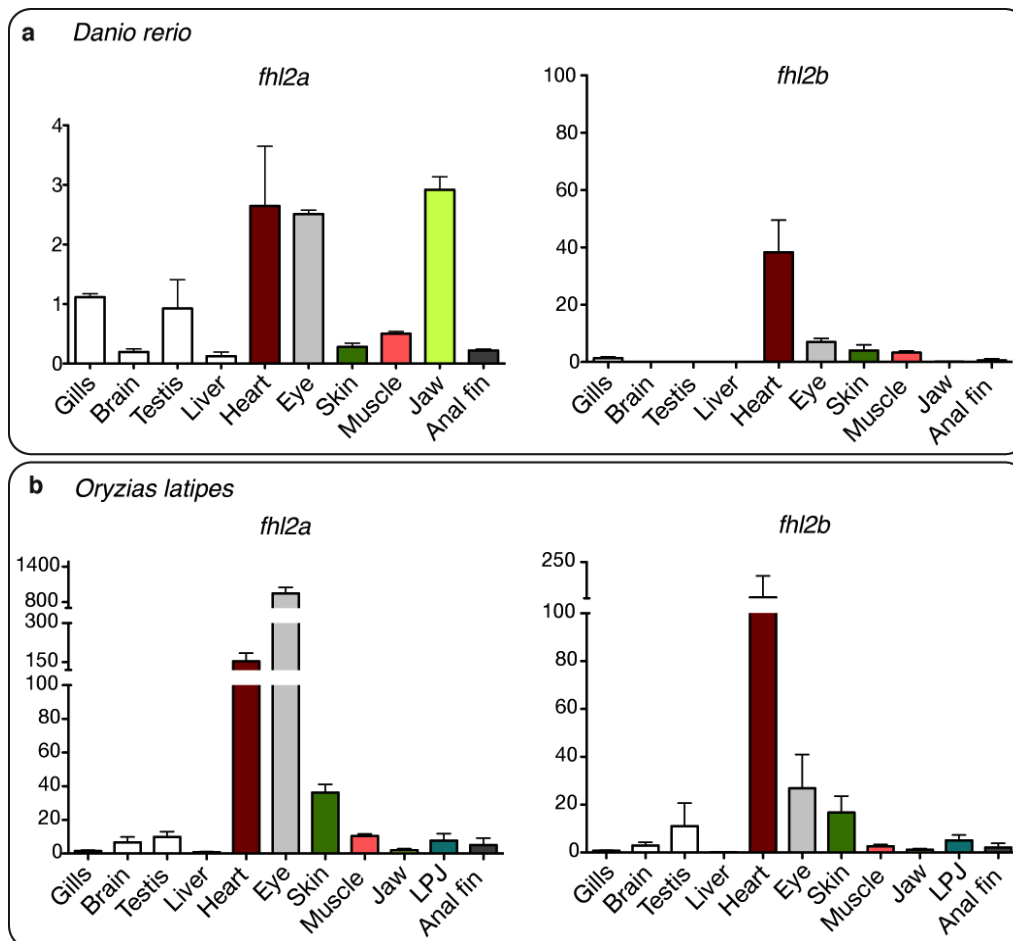 a Danio rerio
fhl2a
4
3
2
1
0
Gills Brain Testis Liver Heart Eye Skin Muscle Jaw Anal fin
fhl2b
100
80
60
40
20
0
Gills Brain Testis Liver Heart Eye Skin Muscle Jaw Anal fin
b Oryzias latipes
fhl2a
1400
800
300
150
100
80
60
40
20
0
Gills Brain Testis Liver Heart Eye Skin Muscle Jaw LPJ Anal fin
fhl2b
250
100
80
60
40
20
0
Gills Brain Testis Liver Heart Eye Skin Muscle Jaw LPJ Anal fin